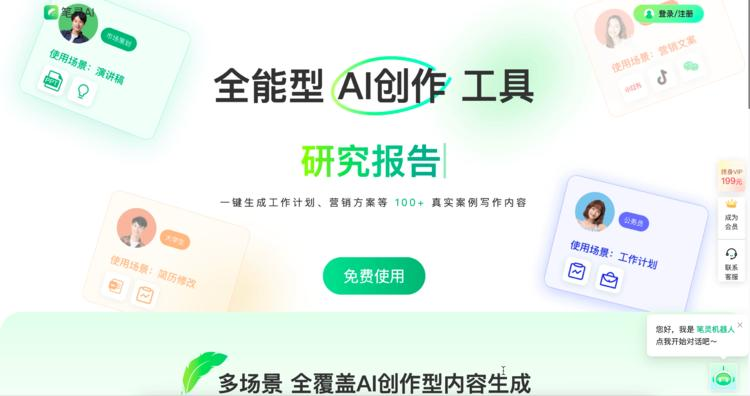 笔灵AI
登录/注册
市场策划
使用场景：演讲稿
PPT
使用场景：营销文案
小红书
全能型 AI创作 工具
研究报告
一键生成工作计划、营销方案等 100+ 真实案例写作内容
大学生
使用场景：简历修改
公务员
使用场景：工作计划
免费使用
终身VIP
199元
成为
会员
联系
客服
您好，我是 笔灵机器人
点我开始对话吧～
多场景 全覆盖AI创作型内容生成